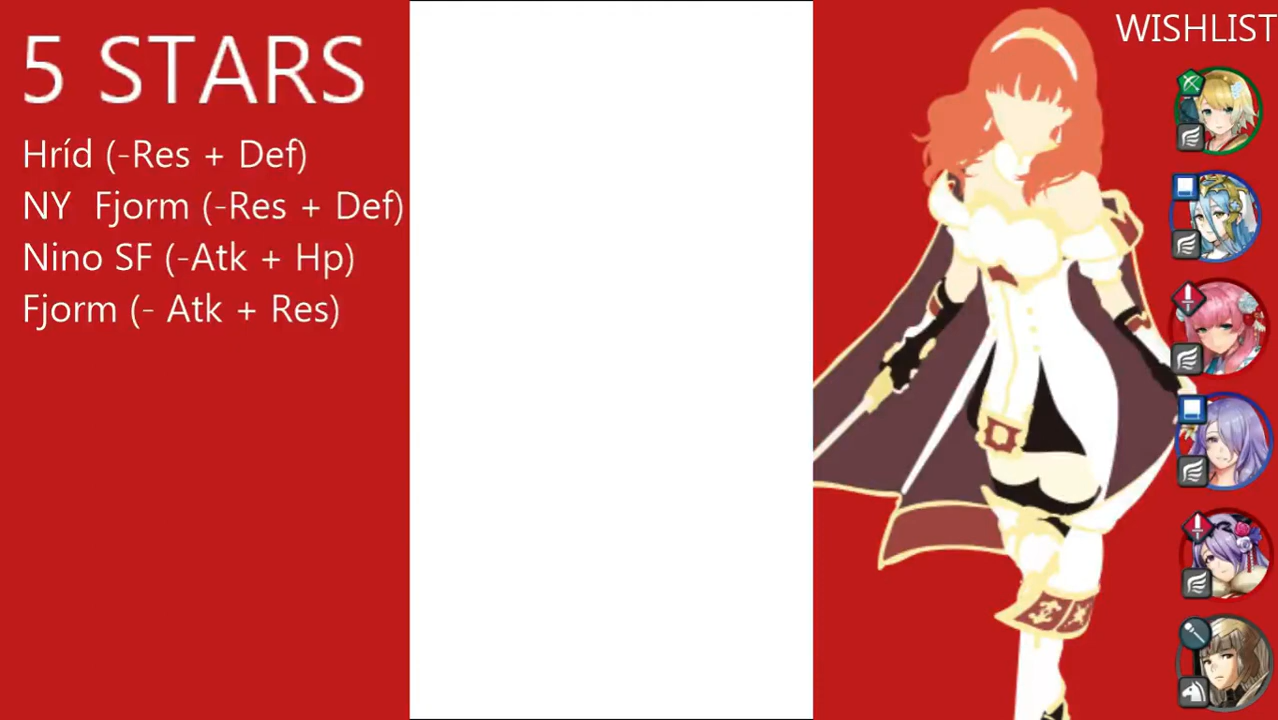 5 STARS
Hríd (-Res + Def)
NY Fjorm (-Res + Def)
Nino SF (-Atk + Hp)
Fjorm (- Atk + Res)
WISHLIST